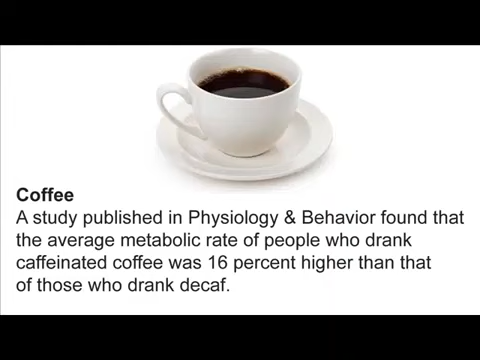 Coffee
A study published in Physiology & Behavior found that
the average metabolic rate of people who drank
caffeinated coffee was 16 percent higher than that
of those who drank decaf.